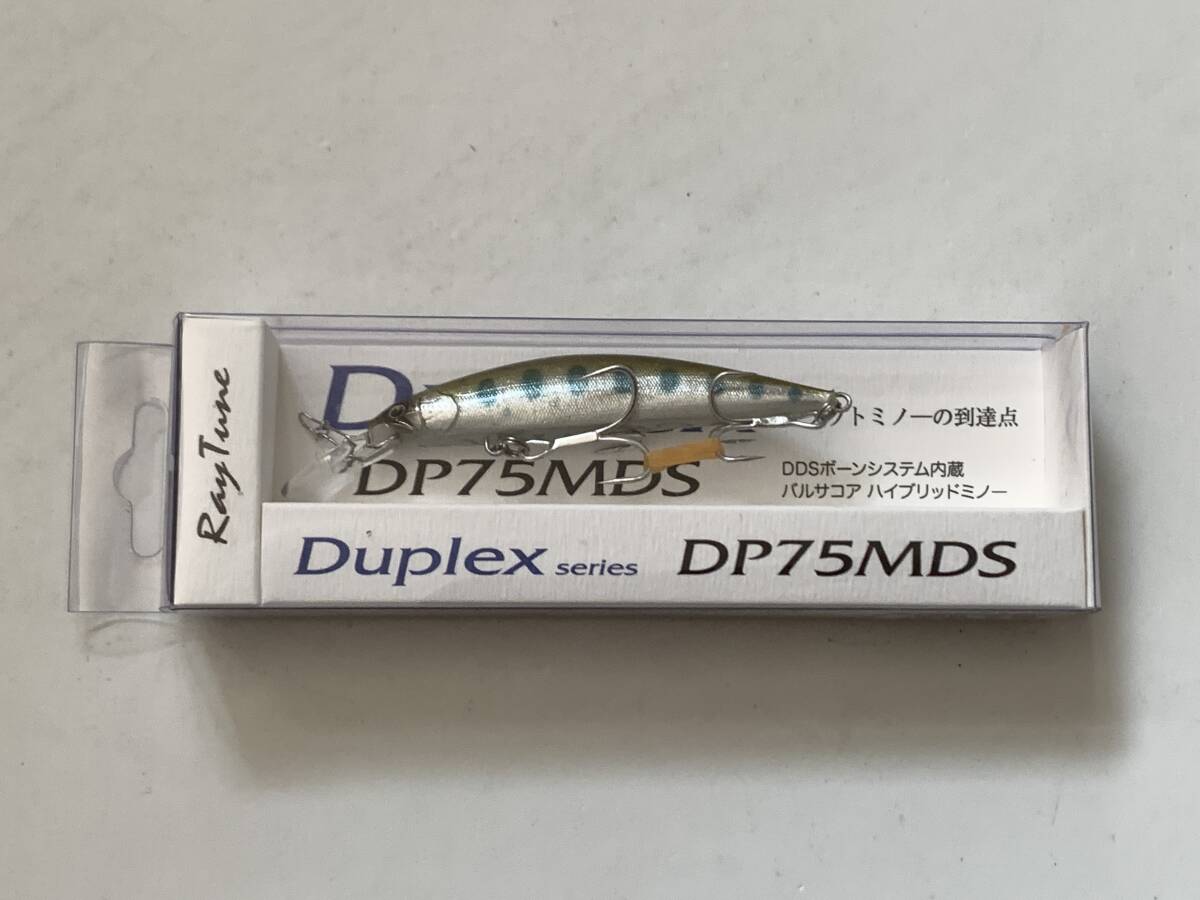 RayTune
トミノーの到達点
DP75MDS
DDSボーンシステム内蔵
バルサコア ハイブリッドミノー
Duplex series DP75MDS